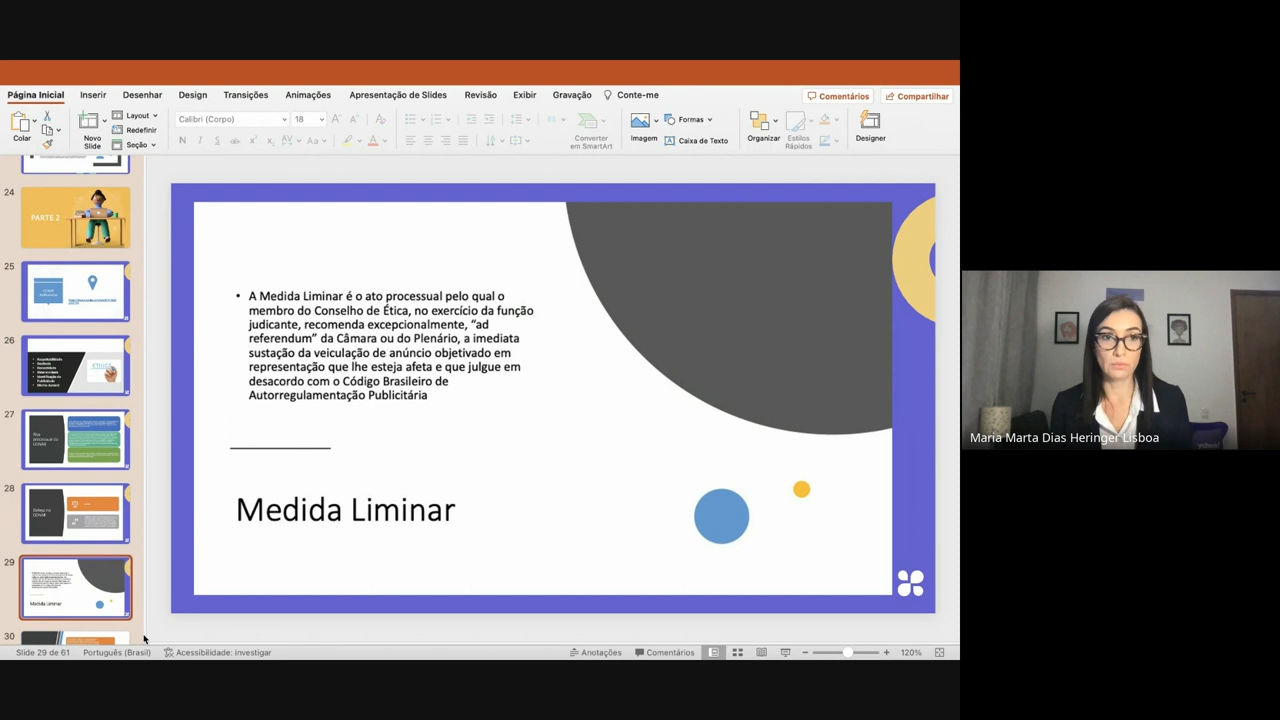 Página Inicial
Inserir
Desenhar
Design
Transições
Animações
Apresentação de Slides
Revisão
Exibir
Gravação
Conte-me
Comentários
Compartilhar
Colar
Novo
Slide
Layout
Redefinir
Seção
Calibri (Corpo)
18
Converter
em SmartArt
Imagem
Formas
Caixa de Texto
Organizar
Estilos
Rápidos
Designer
24
PARTE 2
25
26
27
28
29
Medida Liminar
30
• A Medida Liminar é o ato processual pelo qual o
membro do Conselho de Ética, no exercício da função
judicante, recomenda excepcionalmente, “ad
referendum” da Câmara ou do Plenário, a imediata
sustação da veiculação de anúncio objetivado em
representação que lhe esteja afeta e que julgue em
desacordo com o Código Brasileiro de
Autorregulamentação Publicitária
Medida Liminar
Maria Marta Dias Heringer Lisboa
Slide 29 de 61
Português (Brasil)
Acessibilidade: investigar
Anotações
Comentários
120%